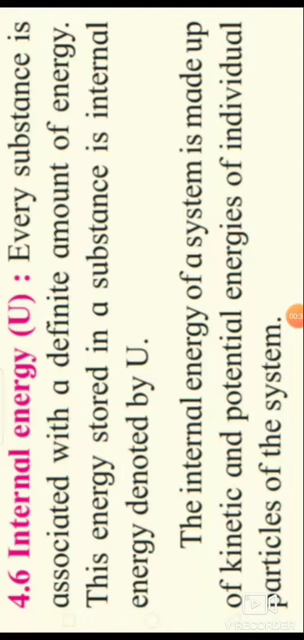 4.6 Internal energy (U) : Every substance is
associated with a definite amount of energy.
This energy stored in a substance is internal
energy denoted by U.
The internal energy of a system is made up
of kinetic and potential energies of individual
particles of the system.
V RECORDER